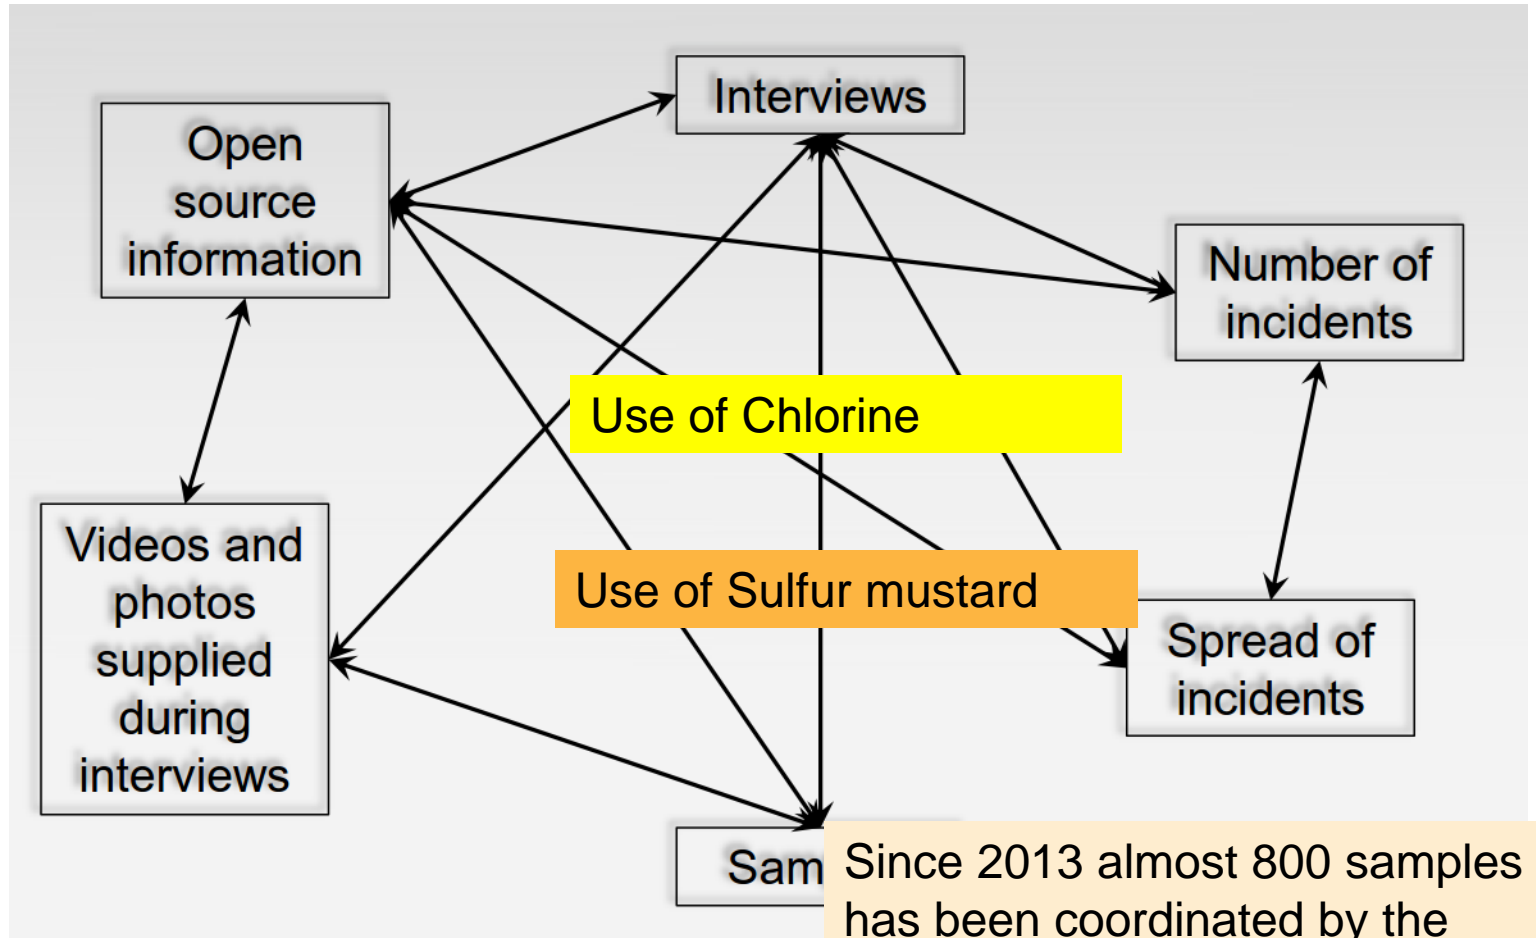 Interviews
Open
source
information
Number of
incidents
Use of Chlorine
Videos and
photos
supplied
during
interviews
Use of Sulfur mustard
Spread of
incidents
Sam
Since 2013 almost 800 samples
has been coordinated by the